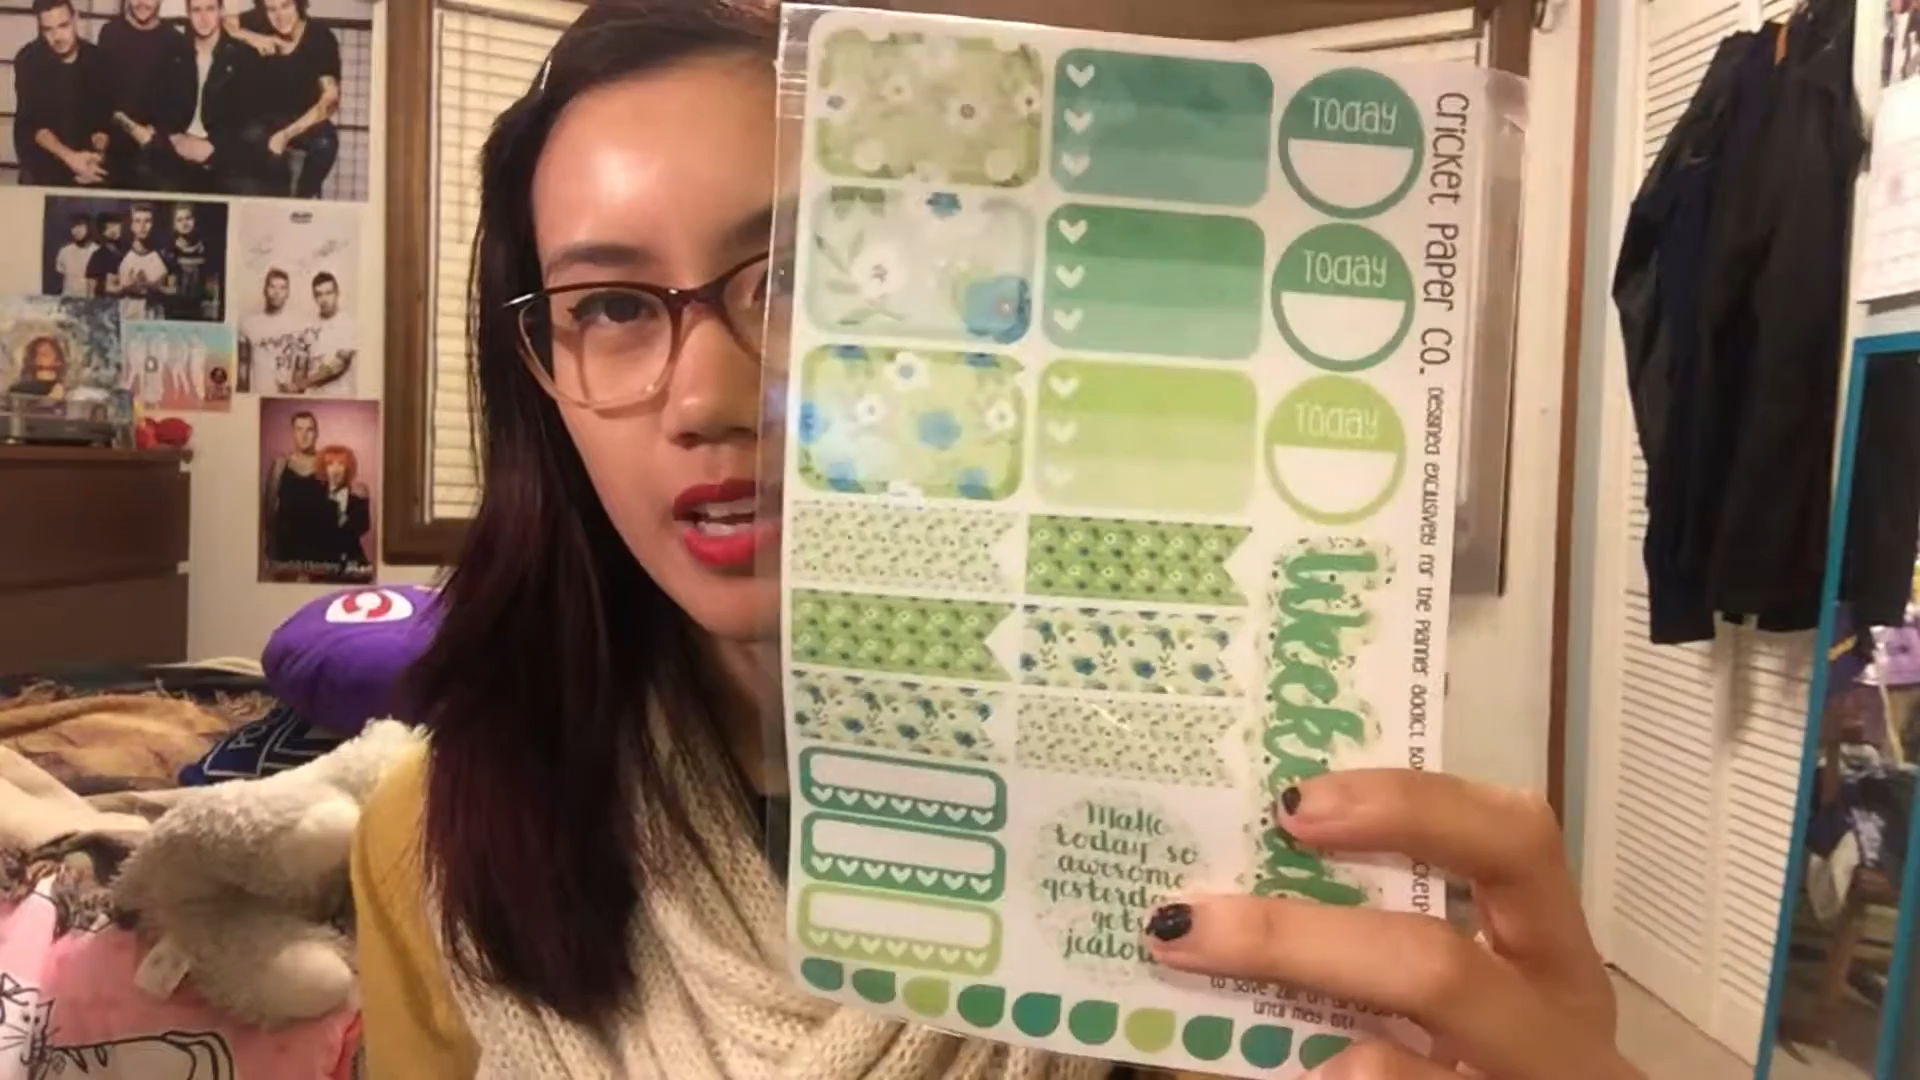 Today
Today
Today
Cricket Paper Co.
Designed exclusively for the Planner Addict Box
Weekend
Make
today so
awesome
yesterday
gets
jealous
to save
until May 6th